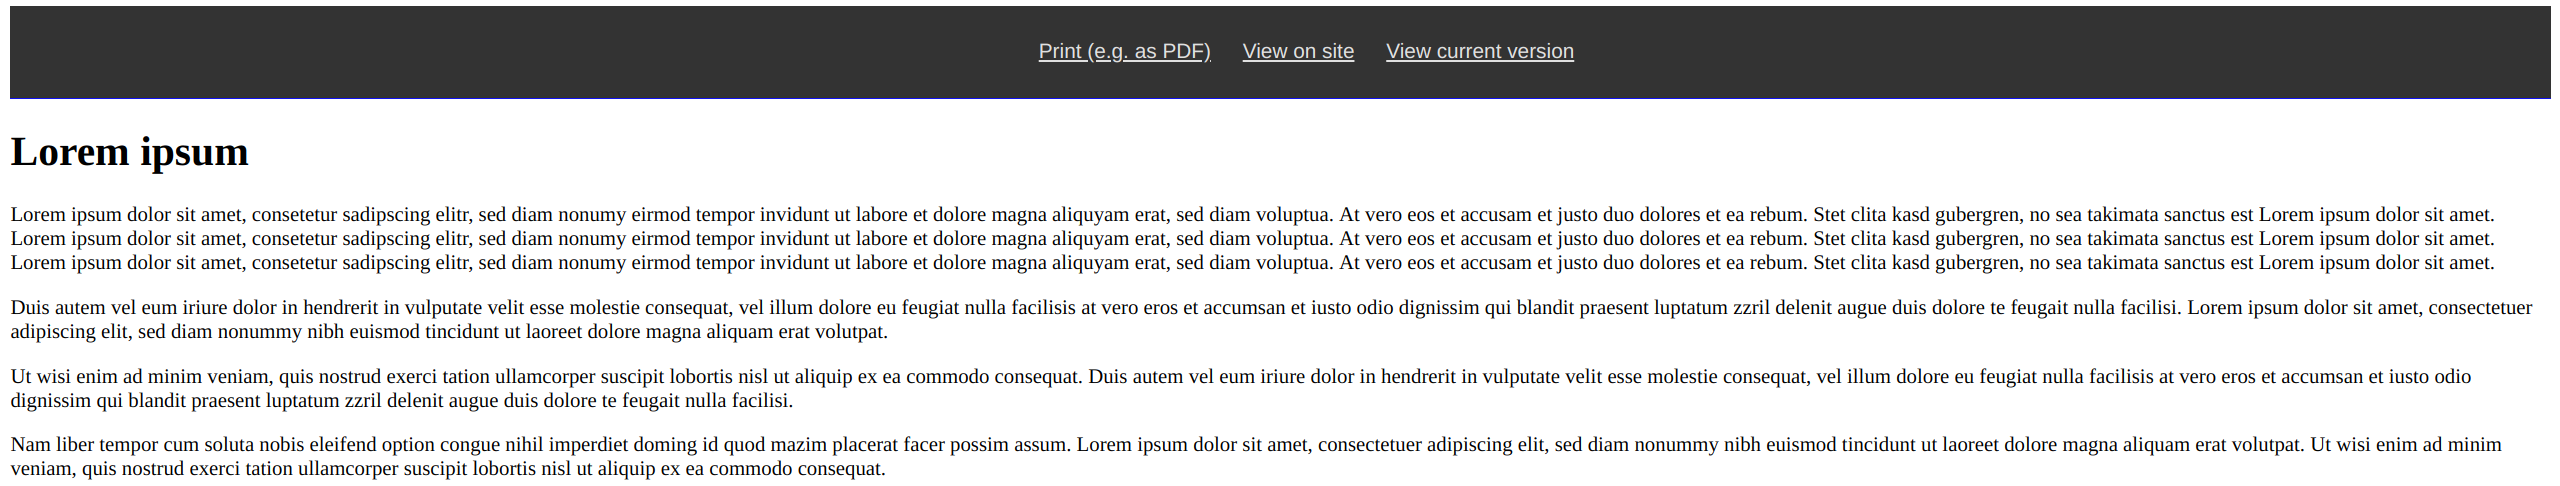 Print (e.g. as PDF) View on site View current version
Lorem ipsum
Lorem ipsum dolor sit amet, consetetur sadipscing elitr, sed diam nonumy eirmod tempor invidunt ut labore et dolore magna aliquyam erat, sed diam voluptua. At vero eos et accusam et justo duo dolores et ea rebum. Stet clita kasd gubergren, no sea takimata sanctus est Lorem ipsum dolor sit amet.
Lorem ipsum dolor sit amet, consetetur sadipscing elitr, sed diam nonumy eirmod tempor invidunt ut labore et dolore magna aliquyam erat, sed diam voluptua. At vero eos et accusam et justo duo dolores et ea rebum. Stet clita kasd gubergren, no sea takimata sanctus est Lorem ipsum dolor sit amet.
Lorem ipsum dolor sit amet, consetetur sadipscing elitr, sed diam nonumy eirmod tempor invidunt ut labore et dolore magna aliquyam erat, sed diam voluptua. At vero eos et accusam et justo duo dolores et ea rebum. Stet clita kasd gubergren, no sea takimata sanctus est Lorem ipsum dolor sit amet.
Duis autem vel eum iriure dolor in hendrerit in vulputate velit esse molestie consequat, vel illum dolore eu feugiat nulla facilisis at vero eros et accumsan et iusto odio dignissim qui blandit praesent luptatum zzril delenit augue duis dolore te feugait nulla facilisi. Lorem ipsum dolor sit amet, consectetuer
adipiscing elit, sed diam nonummy nibh euismod tincidunt ut laoreet dolore magna aliquam erat volutpat.
Ut wisi enim ad minim veniam, quis nostrud exerci tation ullamcorper suscipit lobortis nisl ut aliquip ex ea commodo consequat. Duis autem vel eum iriure dolor in hendrerit in vulputate velit esse molestie consequat, vel illum dolore eu feugiat nulla facilisis at vero eros et accumsan et iusto odio
dignissim qui blandit praesent luptatum zzril delenit augue duis dolore te feugait nulla facilisi.
Nam liber tempor cum soluta nobis eleifend option congue nihil imperdiet doming id quod mazim placerat facer possim assum. Lorem ipsum dolor sit amet, consectetuer adipiscing elit, sed diam nonummy nibh euismod tincidunt ut laoreet dolore magna aliquam erat volutpat. Ut wisi enim ad minim
veniam, quis nostrud exerci tation ullamcorper suscipit lobortis nisl ut aliquip ex ea commodo consequat.